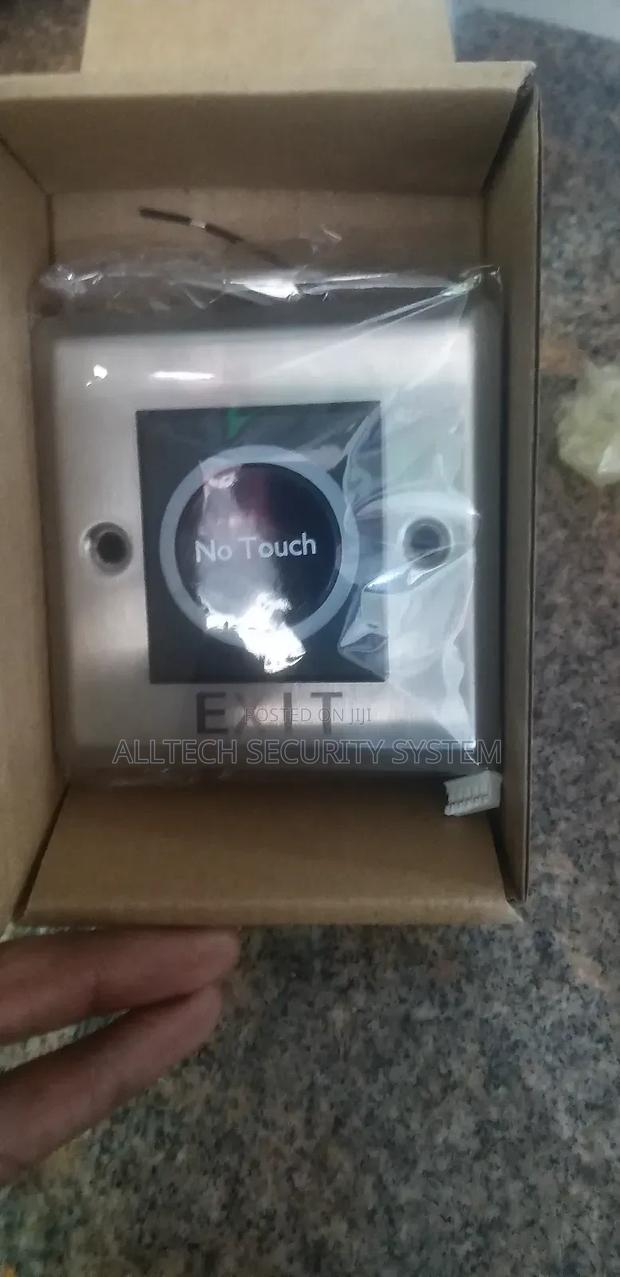 No Touch
EXIT
POSTED ON JIJI
ALLTECH SECURITY SYSTEM